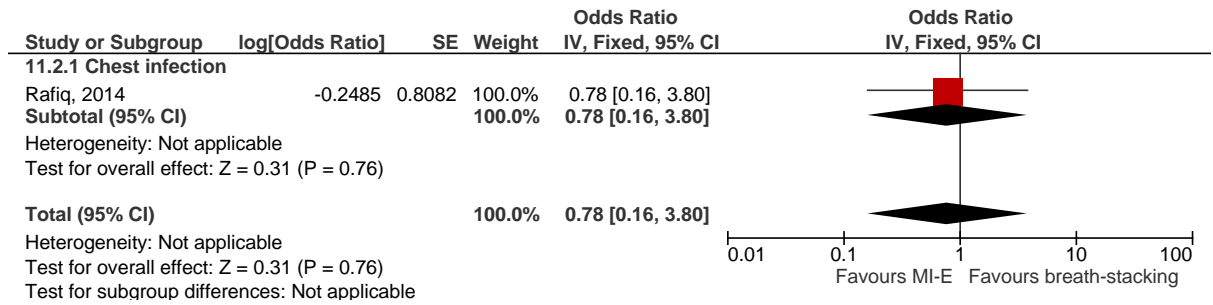 Odds Ratio Odds Ratio
Study or Subgroup log[Odds Ratio] SE Weight IV, Fixed, 95% CI IV, Fixed, 95% CI
11.2.1 Chest infection
Rafiq, 2014 -0.2485 0.8082 100.0% 0.78 [0.16, 3.80]
Subtotal (95% CI) 100.0% 0.78 [0.16, 3.80]
Heterogeneity: Not applicable
Test for overall effect: Z = 0.31 (P = 0.76)
Total (95% CI) 100.0% 0.78 [0.16, 3.80]
Heterogeneity: Not applicable
Test for overall effect: Z = 0.31 (P = 0.76)
Test for subgroup differences: Not applicable
0.01 0.1 1 10 100
Favours MI-E Favours breath-stacking